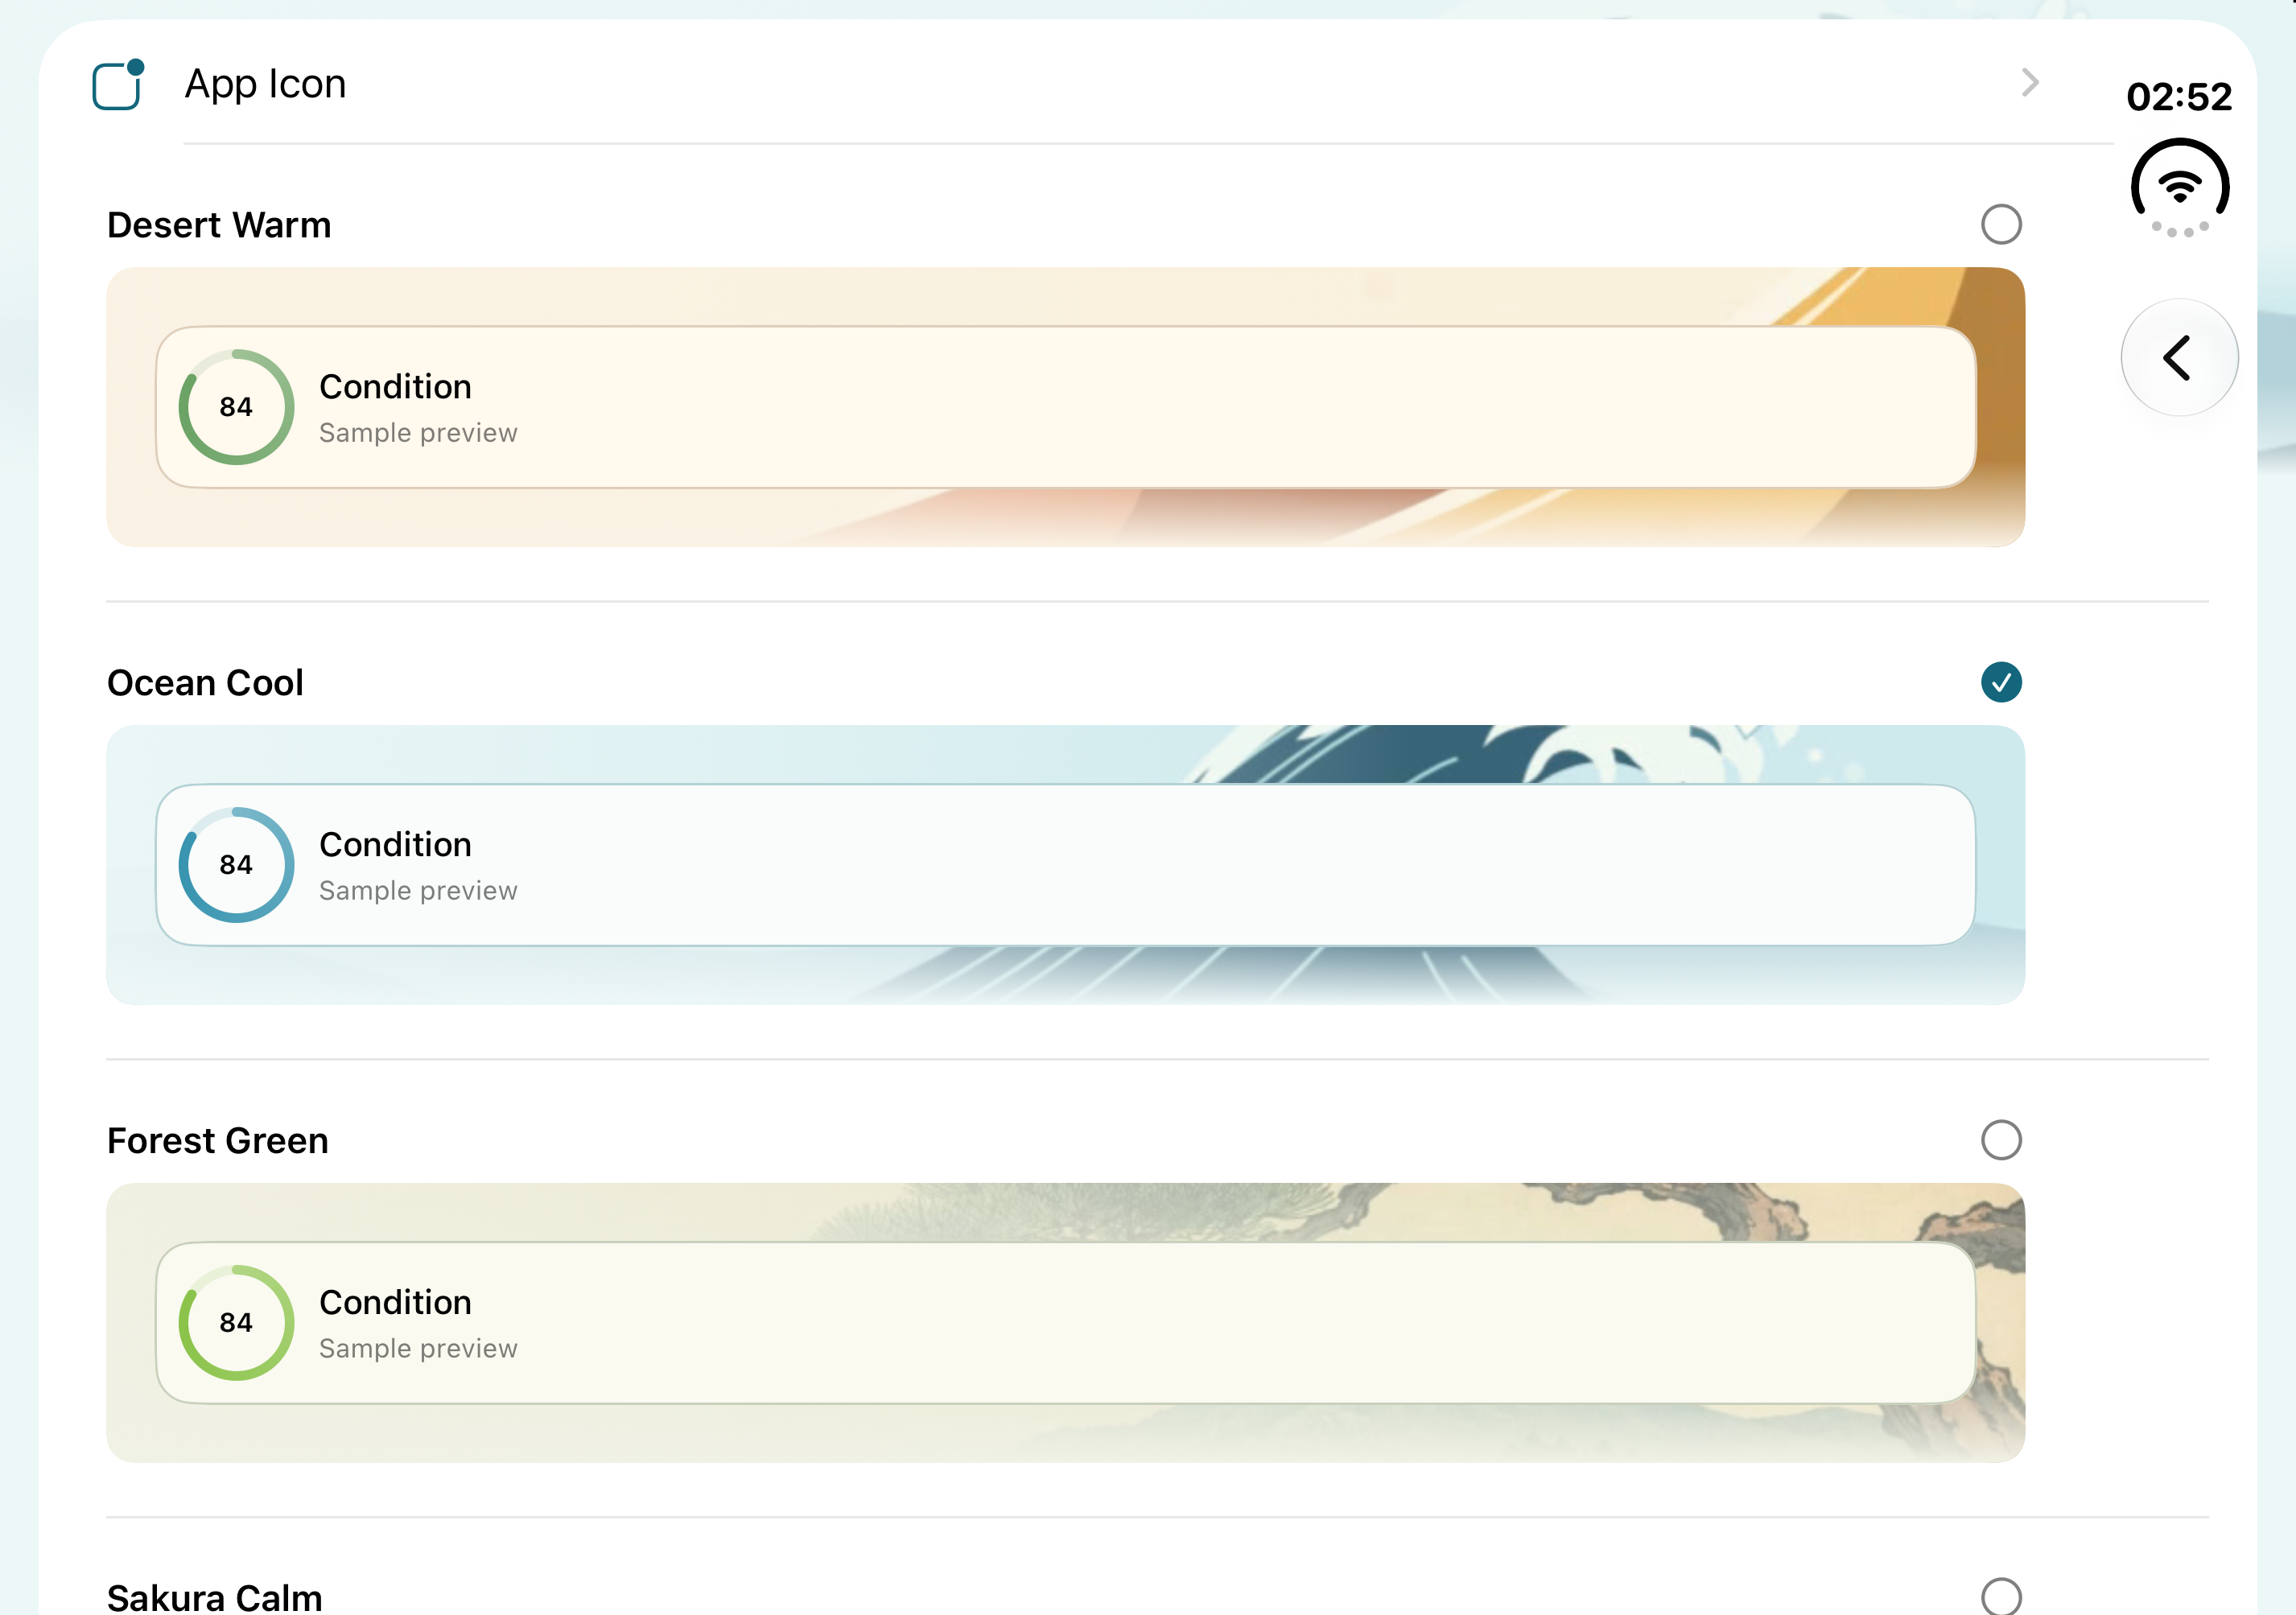 App Icon
02:52
Desert Warm
84
Condition
Sample preview
Ocean Cool
84
Condition
Sample preview
Forest Green
84
Condition
Sample preview
Sakura Calm